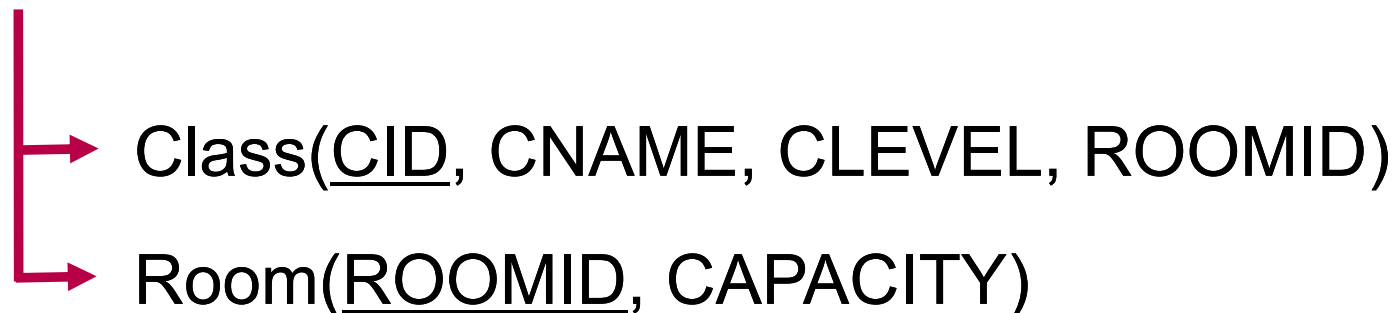 Class(CID, CNAME, CLEVEL, ROOMID)
Room(ROOMID, CAPACITY)